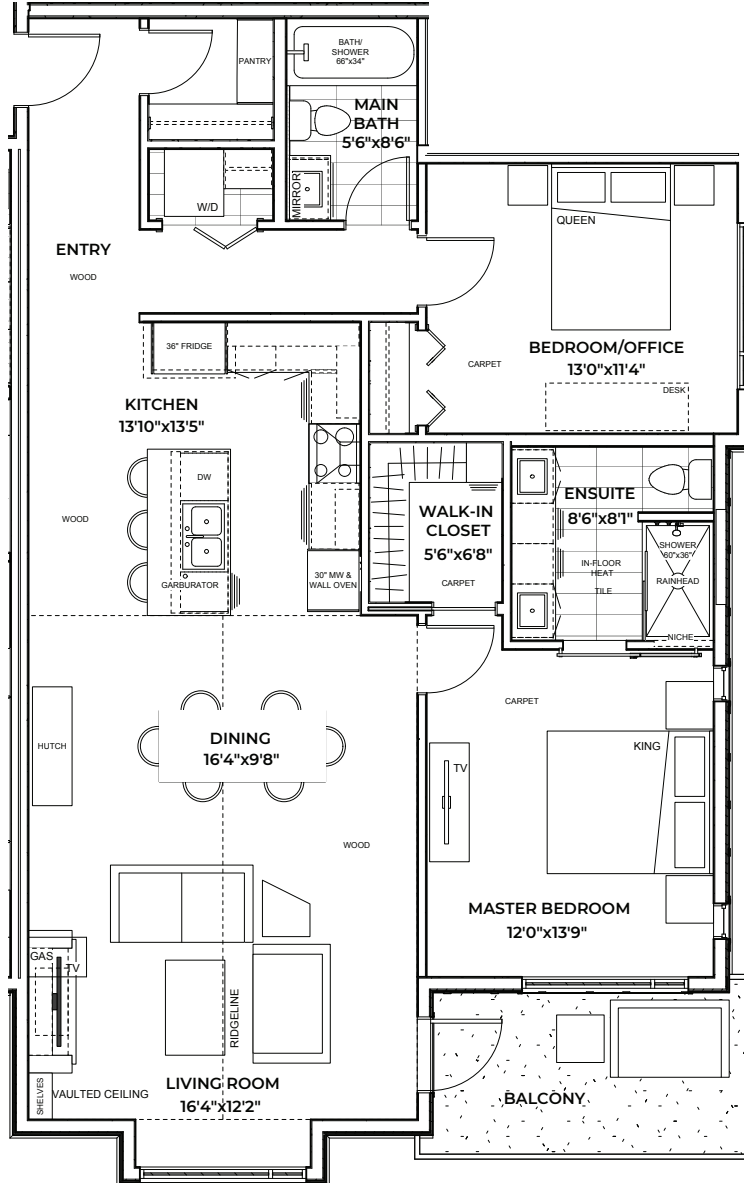 BATH/
SHOWER
66"x34"
PANTRY
MAIN
BATH
5'6"x8'6"
MIRROR
W/D
QUEEN
ENTRY
WOOD
BEDROOM/OFFICE
13'0"x11'4"
36" FRIDGE
CARPET
DESK
KITCHEN
13'10"x13'5"
DW
WOOD
GARBURATOR
30" MW &
WALL OVEN
WALK-IN
CLOSET
5'6"x6'8"
CARPET
ENSUITE
8'6"x8'1"
IN-FLOOR
HEAT
TILE
SHOWER
60"x36"
RAINHEAD
NICHE
CARPET
HUTCH
DINING
16'4"x9'8"
KING
TV
WOOD
MASTER BEDROOM
12'0"x13'9"
GAS
TV
RIDGELINE
SHELVES
VAULTED CEILING
LIVING ROOM
16'4"x12'2"
BALCONY